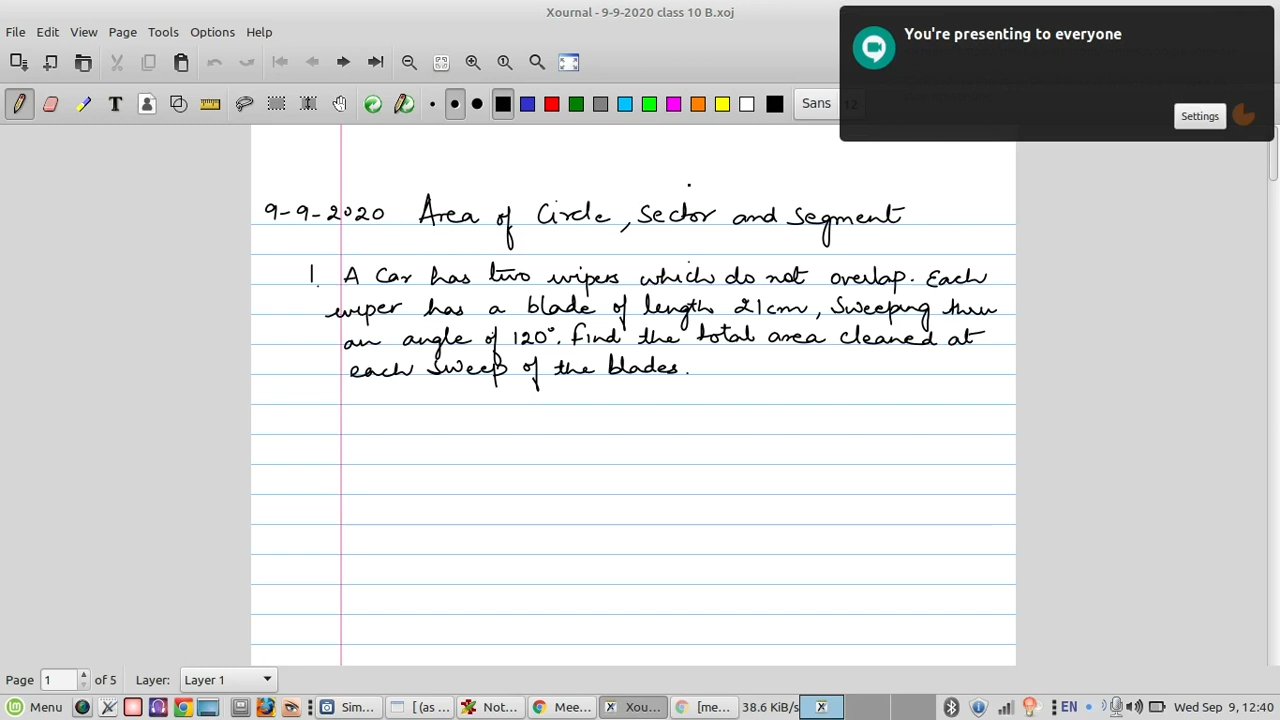 Xournal - 9-9-2020 class 10 B.xoj
File Edit View Page Tools Options Help
You're presenting to everyone
Settings
Sans 12
9-9-2020 Area of Circle, Sector and Segment
1. A Car has two wipers which do not overlap. Each
wiper has a blade of length 21cm, Sweeping thru
an angle of 120°. Find the total area cleaned at
each sweep of the blades.
Page 1 of 5 Layer: Layer 1
Menu Sim... [ (as ... Not... Mee... Xou... [me... 38.6 KiB/s EN Wed Sep 9, 12:40